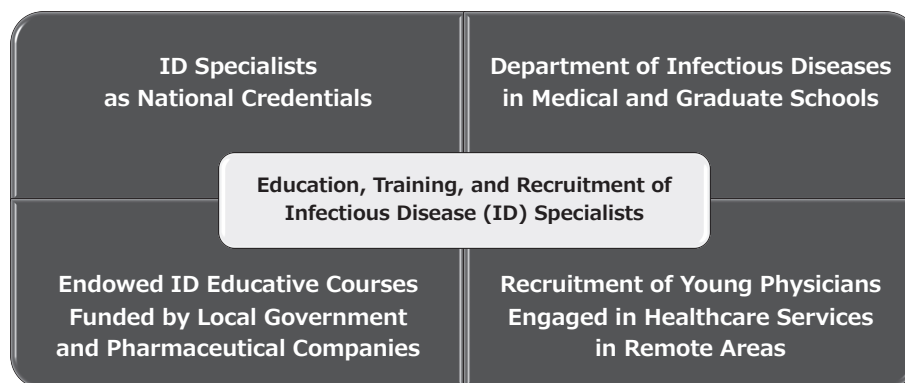 ID Specialists
as National Credentials
Department of Infectious Diseases
in Medical and Graduate Schools
Education, Training, and Recruitment of
Infectious Disease (ID) Specialists
Endowed ID Educative Courses
Funded by Local Government
and Pharmaceutical Companies
Recruitment of Young Physicians
Engaged in Healthcare Services
in Remote Areas